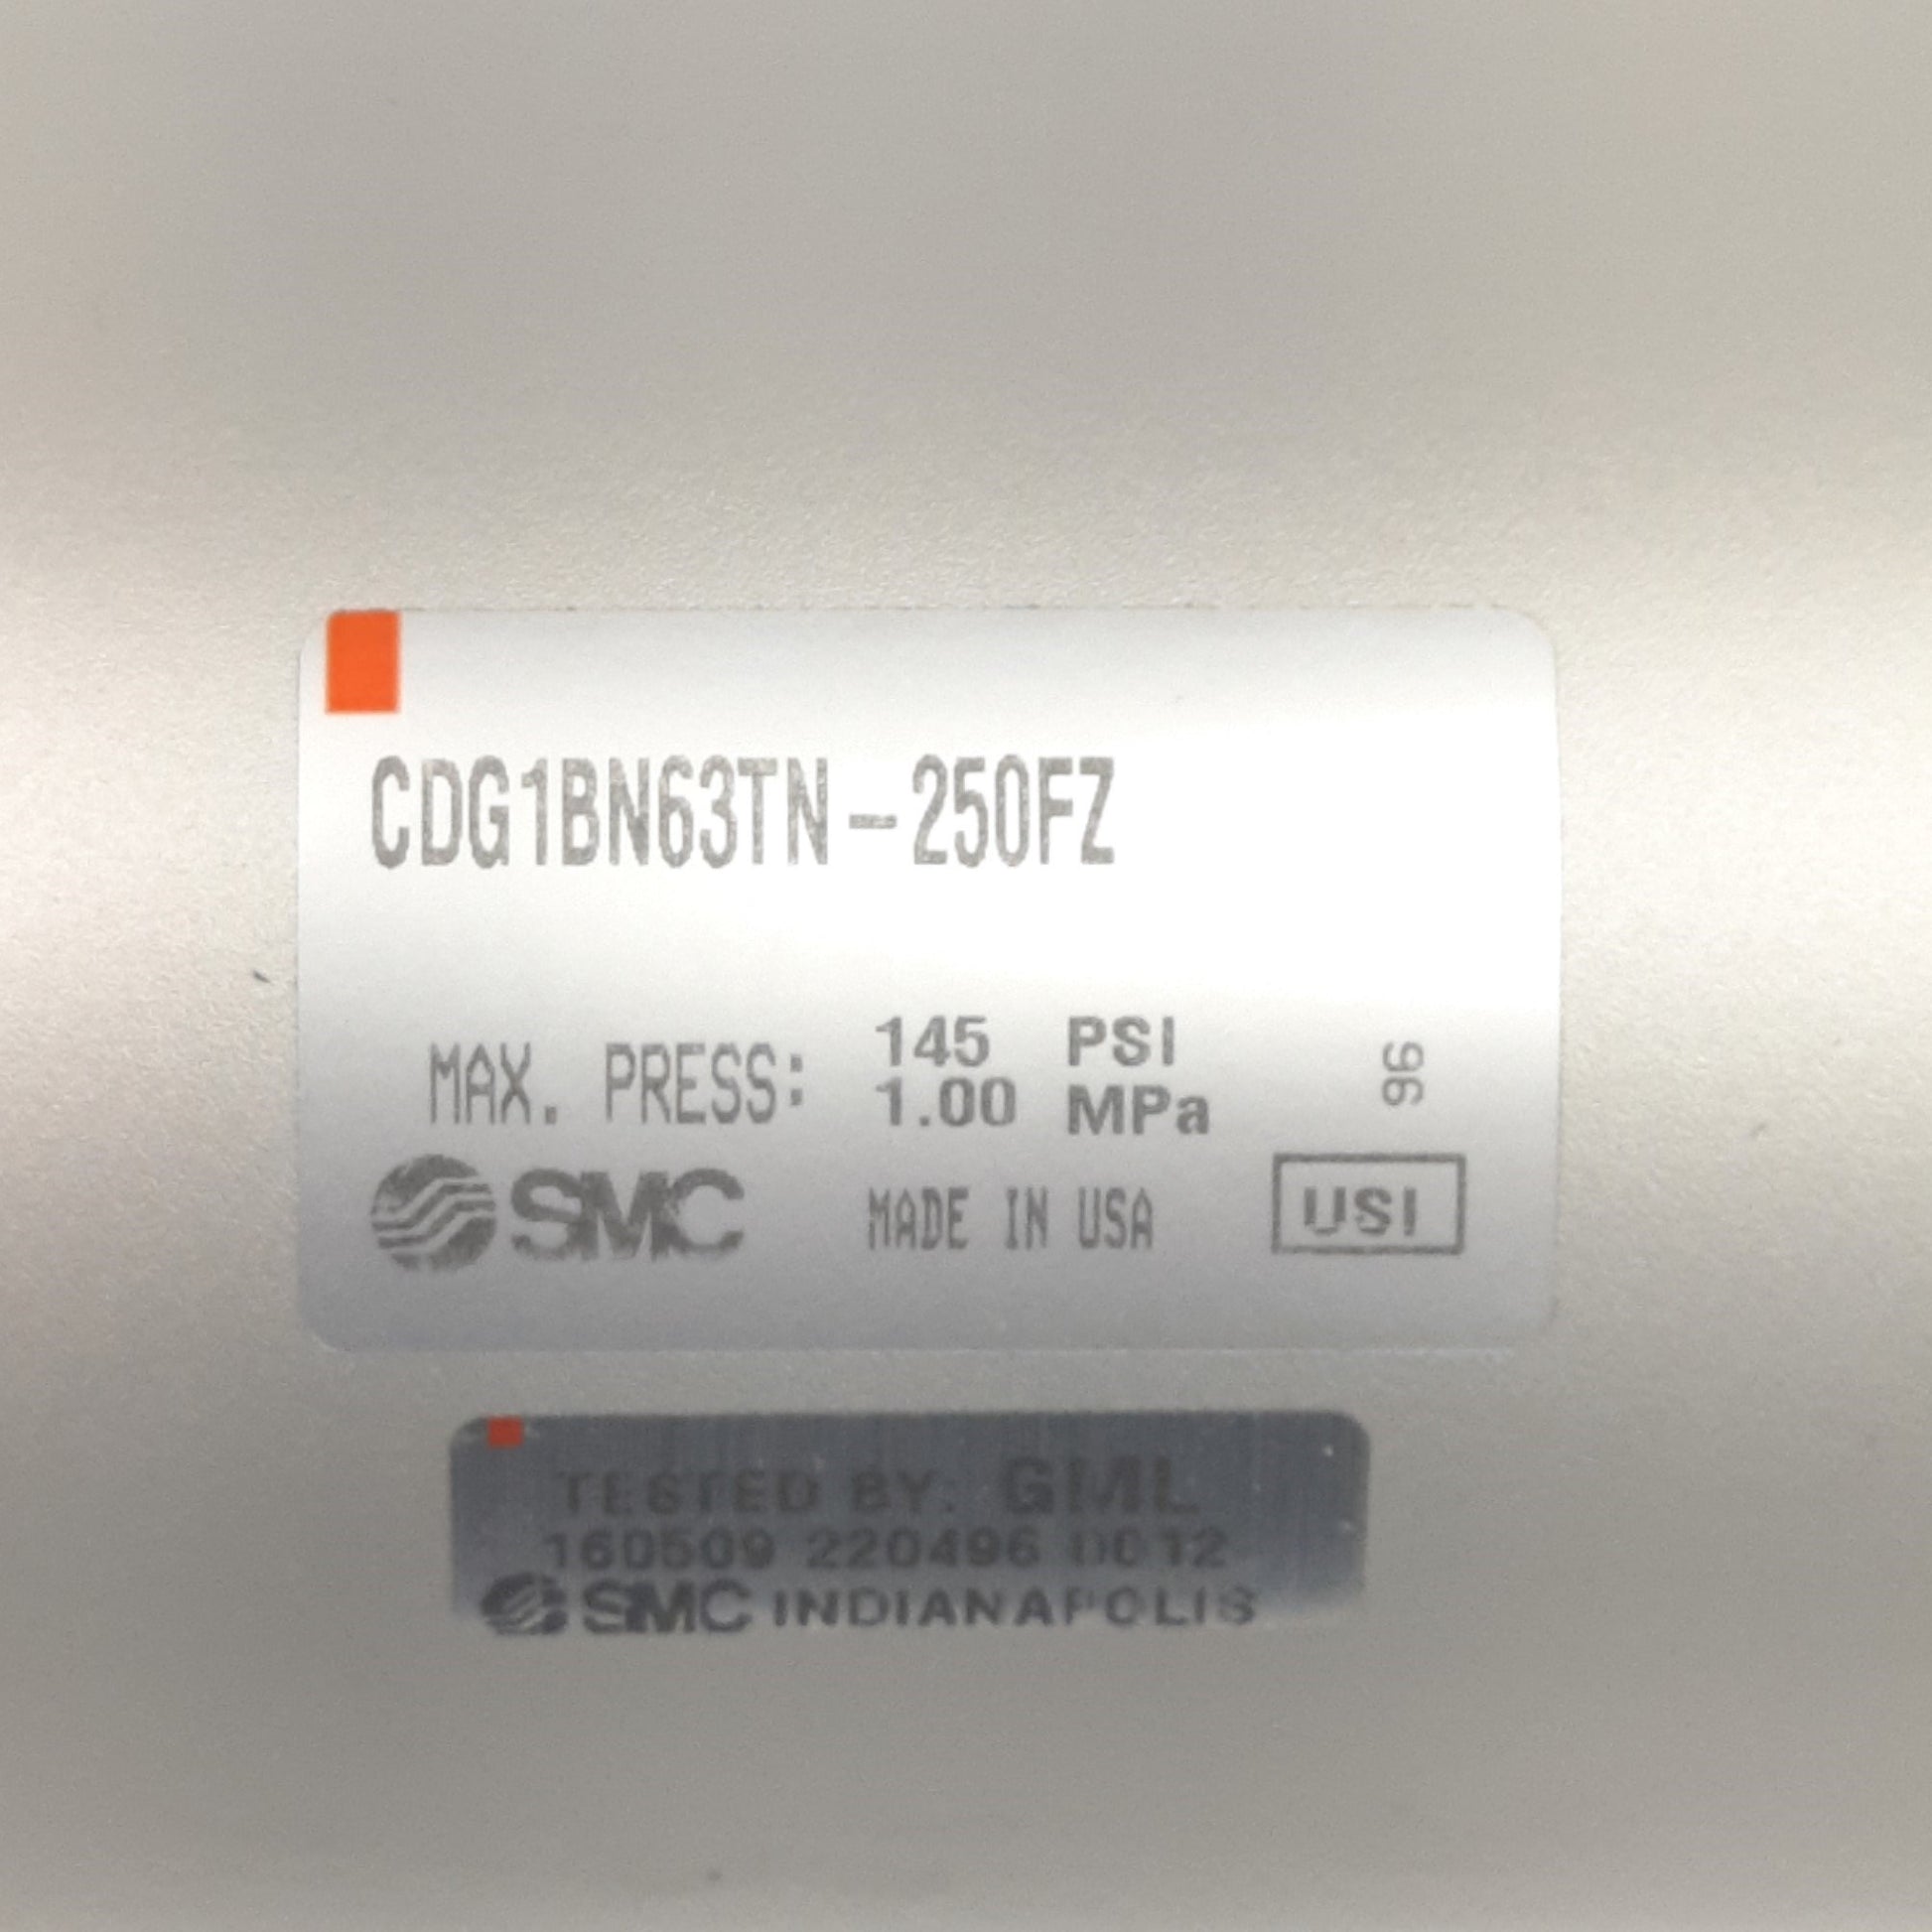 CDG1BN63TN-250FZ
MAX. PRESS: 145 PSI
1.00 MPa
96
SMC MADE IN USA USI
TESTED BY: GML
160509 220496 D012
SMC INDIANAPOLIS